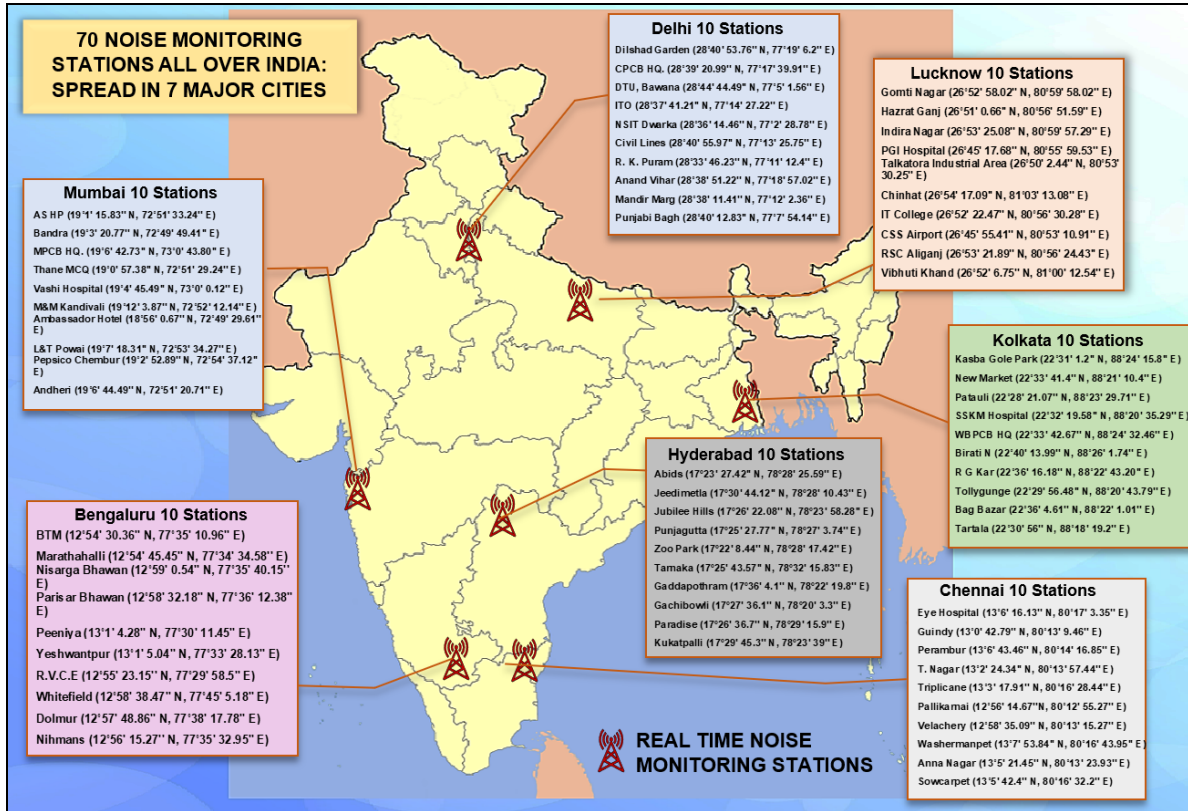 70 NOISE MONITORING
STATIONS ALL OVER INDIA:
SPREAD IN 7 MAJOR CITIES
Delhi 10 Stations
Dilshad Garden (28°40' 53.76'' N, 77°19' 6.2'' E)
CPCB HQ. (28°39' 20.99'' N, 77°17' 39.91'' E)
DTU, Bawana (28°44' 44.49'' N, 77°5' 1.56'' E)
ITO (28°37' 41.21'' N, 77°14' 27.22'' E)
NSIT Dwarka (28°36' 14.46'' N, 77°2' 28.78'' E)
Civil Lines (28°40' 55.97'' N, 77°13' 25.75'' E)
R. K. Puram (28°33' 46.23'' N, 77°11' 12.4'' E)
Anand Vihar (28°38' 51.22'' N, 77°18' 57.02'' E)
Mandir Marg (28°38' 11.41'' N, 77°12' 2.36'' E)
Punjabi Bagh (28°40' 12.83'' N, 77°7' 54.14'' E)
Lucknow 10 Stations
Gomti Nagar (26°52' 58.02'' N, 80°59' 58.02'' E)
Hazrat Ganj (26°51' 0.66'' N, 80°56' 51.59'' E)
Indira Nagar (26°53' 25.08'' N, 80°59' 57.29'' E)
PGI Hospital (26°45' 17.68'' N, 80°55' 59.53'' E)
Talkatora Industrial Area (26°50' 2.44'' N, 80°53'
30.25'' E)
Chinhat (26°54' 17.09'' N, 81°03' 13.08'' E)
IT College (26°52' 22.47'' N, 80°56' 30.28'' E)
CSS Airport (26°45' 55.41'' N, 80°53' 10.91'' E)
RSC Aliganj (26°53' 21.89'' N, 80°56' 24.43'' E)
Vibhuti Khand (26°52' 6.75'' N, 81°00' 12.54'' E)
Mumbai 10 Stations
AS HP (19°1' 15.83'' N, 72°51' 33.24'' E)
Bandra (19°3' 20.77'' N, 72°49' 49.41'' E)
MPCB HQ. (19°6' 42.73'' N, 73°0' 43.80'' E)
Thane MCQ (19°0' 57.38'' N, 72°51' 29.24'' E)
Vashi Hospital (19°4' 45.49'' N, 73°0' 0.12'' E)
M&M Kandivali (19°12' 3.87'' N, 72°52' 12.14'' E)
Ambassador Hotel (18°56' 0.67'' N, 72°49' 29.61''
E)
L&T Powai (19°7' 18.31'' N, 72°53' 34.27'' E)
Pepsico Chembur (19°2' 52.89'' N, 72°54' 37.12''
E)
Andheri (19°6' 44.49'' N, 72°51' 20.71'' E)
Kolkata 10 Stations
Kasba Gole Park (22°31' 1.2'' N, 88°24' 15.8'' E)
New Market (22°33' 41.4'' N, 88°21' 10.4'' E)
Patauli (22°28' 21.07'' N, 88°23' 29.71'' E)
SSKM Hospital (22°32' 19.58'' N, 88°20' 35.29'' E)
WBPCB HQ (22°33' 42.67'' N, 88°24' 32.46'' E)
Birati N (22°40' 13.99'' N, 88°26' 1.74'' E)
R G Kar (22°36' 16.18'' N, 88°22' 43.20'' E)
Tollygunge (22°29' 56.48'' N, 88°20' 43.79'' E)
Bag Bazar (22°36' 4.61'' N, 88°22' 1.01'' E)
Tartala (22°30' 56'' N, 88°18' 19.2'' E)
Hyderabad 10 Stations
Abids (17°23' 27.42'' N, 78°28' 25.59'' E)
Jeedimetla (17°30' 44.12'' N, 78°28' 10.43'' E)
Jubilee Hills (17°26' 22.08'' N, 78°23' 58.28'' E)
Punjagutta (17°25' 27.77'' N, 78°27' 3.74'' E)
Zoo Park (17°22' 8.44'' N, 78°28' 17.42'' E)
Tarnaka (17°25' 43.57'' N, 78°32' 15.83'' E)
Gaddapothram (17°36' 4.1'' N, 78°22' 19.8'' E)
Gachibowli (17°27' 36.1'' N, 78°20' 3.3'' E)
Paradise (17°26' 36.7'' N, 78°29' 15.9'' E)
Kukatpalli (17°29' 45.3'' N, 78°23' 39'' E)
Bengaluru 10 Stations
BTM (12°54' 30.36'' N, 77°35' 10.96'' E)
Marathahalli (12°54' 45.45'' N, 77°34' 34.58'' E)
Nisarga Bhawan (12°59' 0.54'' N, 77°35' 40.15''
E)
Parisar Bhawan (12°58' 32.18'' N, 77°36' 12.38''
E)
Peeniya (13°1' 4.28'' N, 77°30' 11.45'' E)
Yeshwantpur (13°1' 5.04'' N, 77°33' 28.13'' E)
R.V.C.E (12°55' 23.15'' N, 77°29' 58.5'' E)
Whitefield (12°58' 38.47'' N, 77°45' 5.18'' E)
Dolmur (12°57' 48.86'' N, 77°38' 17.78'' E)
Nihmans (12°56' 15.27'' N, 77°35' 32.95'' E)
Chennai 10 Stations
Eye Hospital (13°6' 16.13'' N, 80°17' 3.35'' E)
Guindy (13°0' 42.79'' N, 80°13' 9.46'' E)
Perambur (13°6' 43.46'' N, 80°14' 16.85'' E)
T. Nagar (13°2' 24.34'' N, 80°13' 57.44'' E)
Triplicane (13°3' 17.91'' N, 80°16' 28.44'' E)
Pallikarnai (12°56' 14.67''N, 80°12' 55.27'' E)
Velachery (12°58' 35.09'' N, 80°13' 15.27'' E)
Washermanpet (13°7' 53.84'' N, 80°16' 43.95'' E)
Anna Nagar (13°5' 21.45'' N, 80°13' 23.93'' E)
Sowcarpet (13°5' 42.4'' N, 80°16' 32.2'' E)
REAL TIME NOISE
MONITORING STATIONS